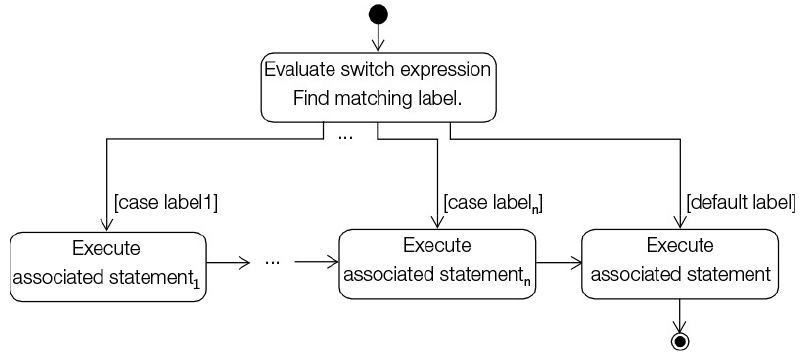 Evaluate switch expression
Find matching label.
...
[case label1]
[case labelₙ]
[default label]
Execute
associated statement₁
...
Execute
associated statementₙ
Execute
associated statement